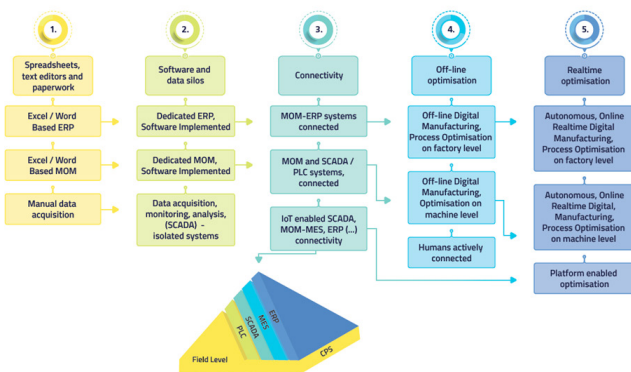 1.
Spreadsheets,
text editors and
paperwork
Excel / Word
Based ERP
Excel / Word
Based MOM
Manual data
acquisition
2.
Software and
data silos
Dedicated ERP,
Software Implemented
Dedicated MOM,
Software Implemented
Data acquisition,
monitoring, analysis,
(SCADA) -
isolated systems
3.
Connectivity
MOM-ERP systems
connected
MOM and SCADA /
PLC systems,
connected
IoT enabled SCADA,
MOM-MES, ERP (...)
connectivity
4.
Off-line
optimisation
Off-line Digital
Manufacturing,
Process Optimisation
on factory level
Off-line Digital
Manufacturing,
Optimisation on
machine level
Humans actively
connected
5.
Realtime
optimisation
Autonomous, Online
Realtime Digital
Manufacturing,
Process Optimisation
on factory level
Autonomous, Online
Realtime Digital,
Manufacturing,
Process Optimisation
on machine level
Platform enabled
optimisation
Field Level
PLC
SCADA
MES
ERP
CPS